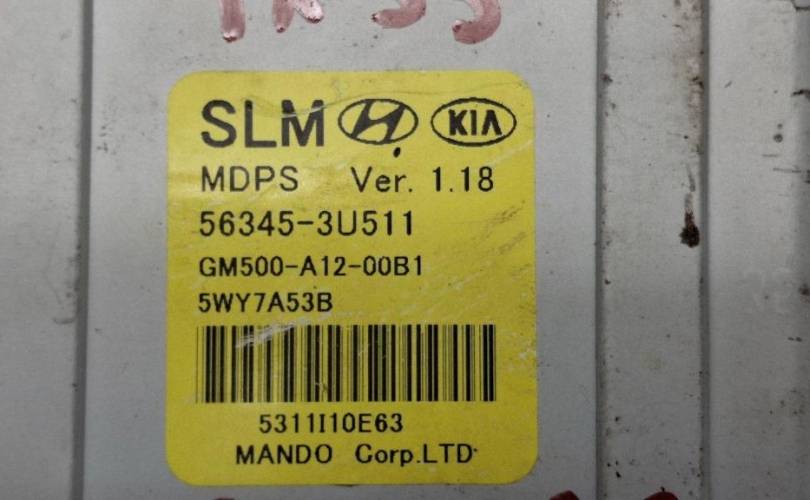 SLM KIA
MDPS Ver. 1.18
56345-3U511
GM500-A12-00B1
5WY7A53B
5311I10E63
MANDO Corp.LTD